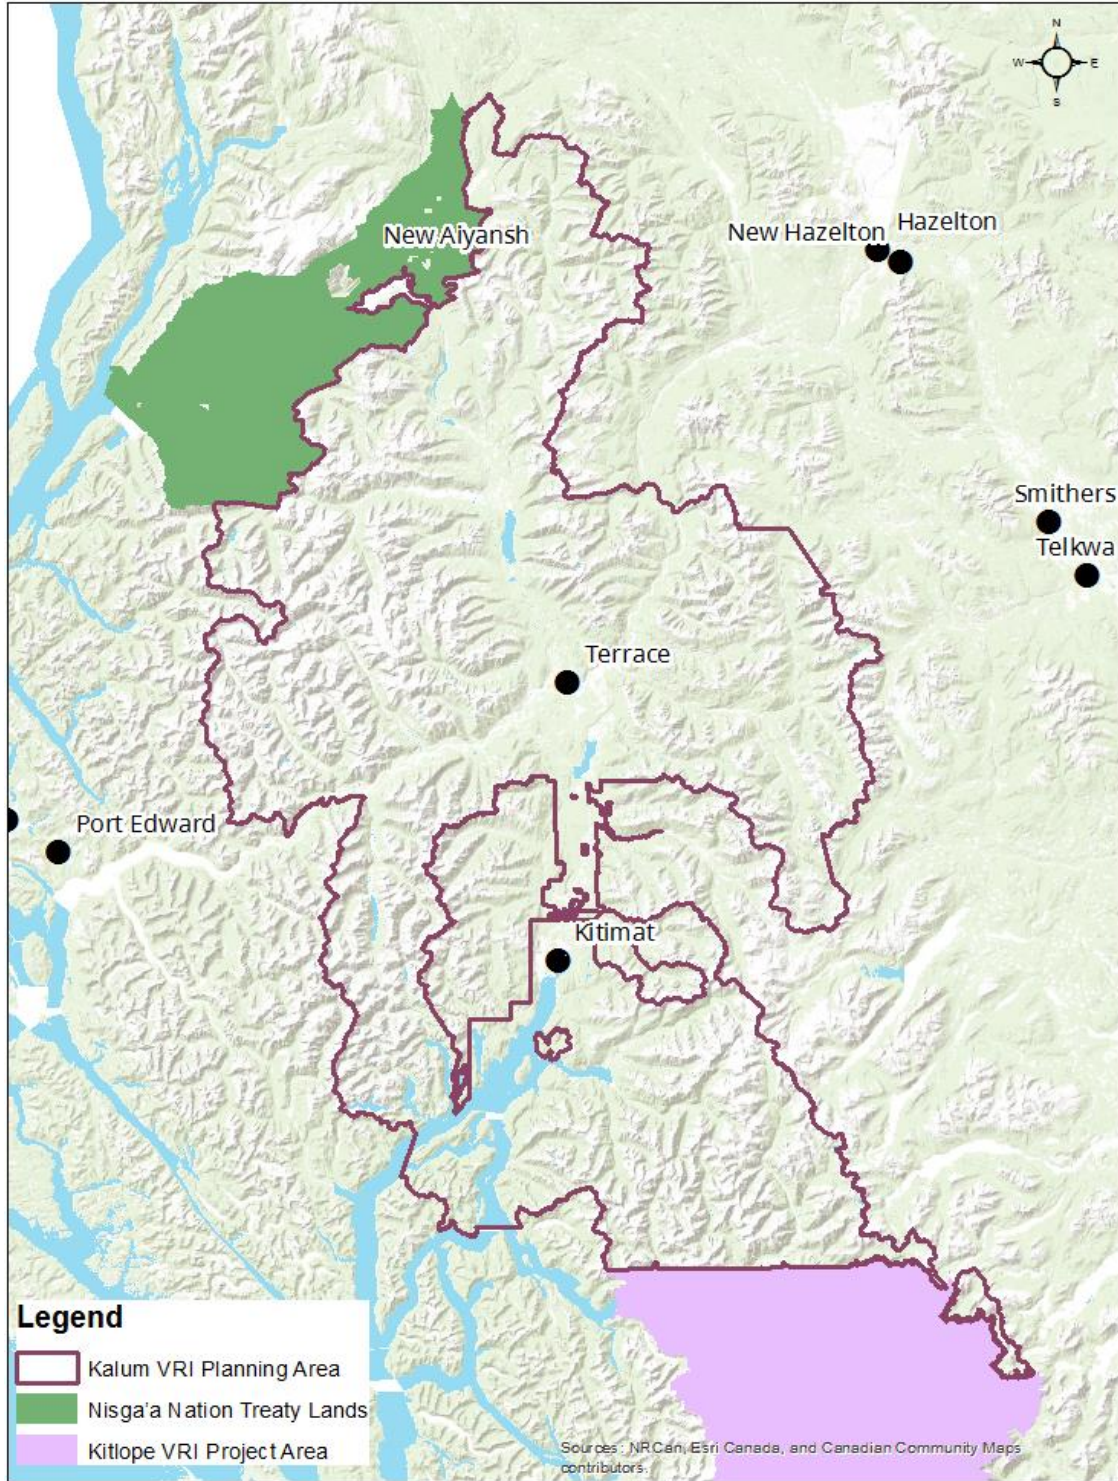 N
W E
S
New Aiyansh
New Hazelton
Hazelton
Smithers
Telkwa
Terrace
Port Edward
Kitimat
Legend
Kalum VRI Planning Area
Nisga'a Nation Treaty Lands
Kitlope VRI Project Area
Sources: NRCan, Esri Canada, and Canadian Community Maps
contributors.